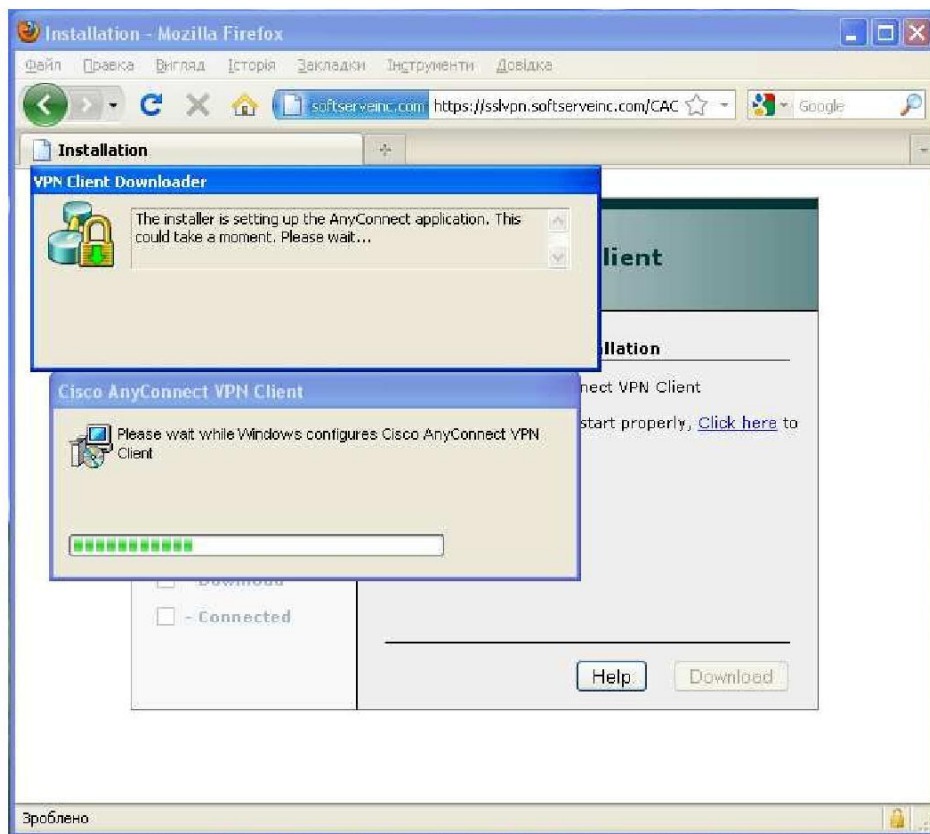 Installation - Mozilla Firefox
Файл Правка Вигляд Історія Закладки Інструменти Довідка
softserveinc.com https://sslvpn.softserveinc.com/CAC Google
Installation
VPN Client Downloader
The installer is setting up the AnyConnect application. This
could take a moment. Please wait...
lient
llation
Cisco AnyConnect VPN Client
nect VPN Client
Please wait while Windows configures Cisco AnyConnect VPN
Client
start properly, Click here to
- Download
- Connected
Help Download
Зроблено